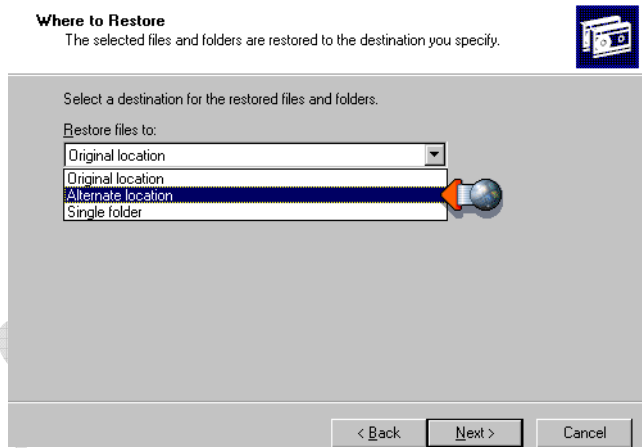 Where to Restore
The selected files and folders are restored to the destination you specify.
Select a destination for the restored files and folders.
Restore files to:
Original location
Original location
Alternate location
Single folder
< Back Next > Cancel